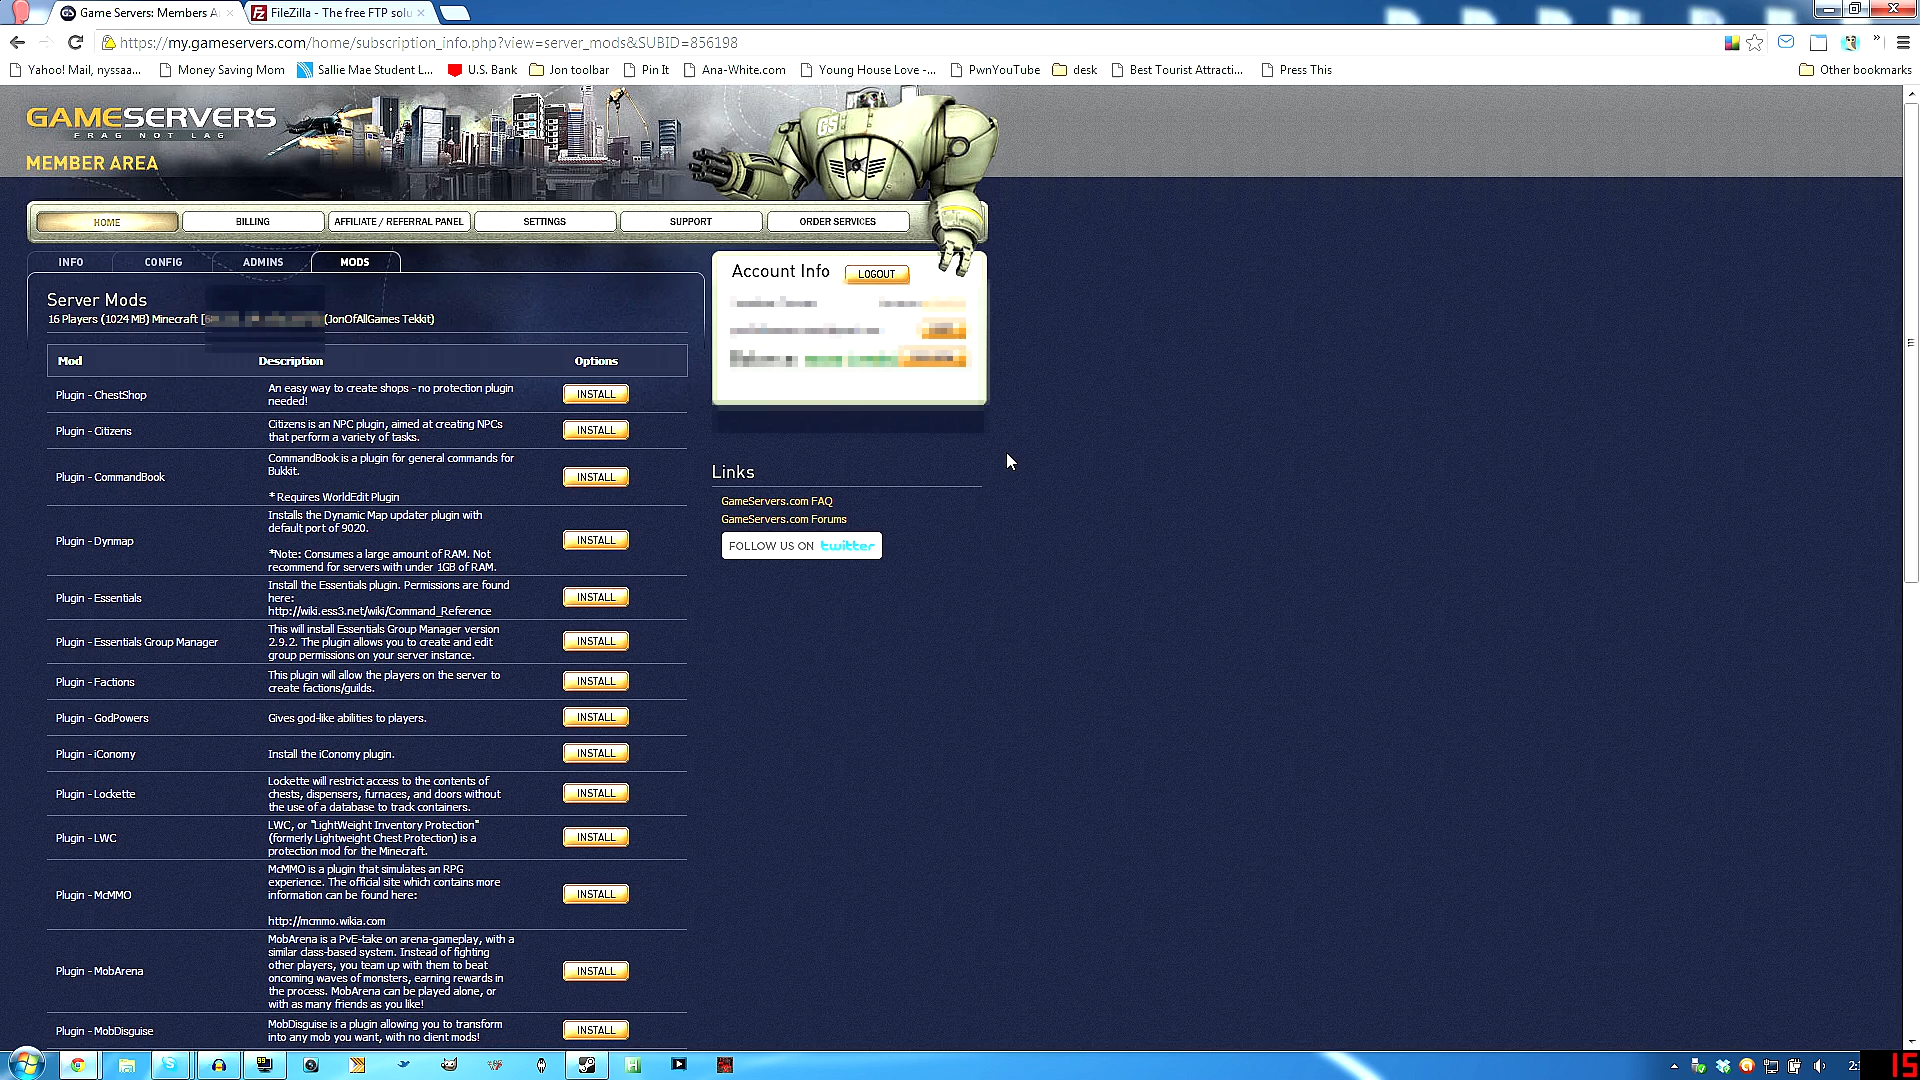 Game Servers: Members A
FileZilla - The free FTP solu
https://my.gameservers.com/home/subscription_info.php?view=server_mods&SUBID=856198
Yahoo! Mail, nyssaa...
Money Saving Mom
Sallie Mae Student L...
U.S. Bank
Jon toolbar
Pin It
Ana-White.com
Young House Love -...
PwnYouTube
desk
Best Tourist Attracti...
Press This
Other bookmarks
GAMESERVERS
FRAG NOT LAG
MEMBER AREA
GS
HOME
BILLING
AFFILIATE / REFERRAL PANEL
SETTINGS
SUPPORT
ORDER SERVICES
INFO
CONFIG
ADMINS
MODS
Server Mods
16 Players (1024 MB) Minecraft [
(JonOfAllGames Tekkit)
Mod
Description
Options
Plugin - ChestShop
An easy way to create shops - no protection plugin
needed!
INSTALL
Plugin - Citizens
Citizens is an NPC plugin, aimed at creating NPCs
that perform a variety of tasks.
INSTALL
Plugin - CommandBook
CommandBook is a plugin for general commands for
Bukkit.
* Requires WorldEdit Plugin
INSTALL
Plugin - Dynmap
Installs the Dynamic Map updater plugin with
default port of 9020.
*Note: Consumes a large amount of RAM. Not
recommend for servers with under 1GB of RAM.
INSTALL
Plugin - Essentials
Install the Essentials plugin. Permissions are found
here:
http://wiki.ess3.net/wiki/Command_Reference
INSTALL
Plugin - Essentials Group Manager
This will install Essentials Group Manager version
2.9.2. The plugin allows you to create and edit
group permissions on your server instance.
INSTALL
Plugin - Factions
This plugin will allow the players on the server to
create factions/guilds.
INSTALL
Plugin - GodPowers
Gives god-like abilities to players.
INSTALL
Plugin - iConomy
Install the iConomy plugin.
INSTALL
Plugin - Lockette
Lockette will restrict access to the contents of
chests, dispensers, furnaces, and doors without
the use of a database to track containers.
INSTALL
Plugin - LWC
LWC, or "LightWeight Inventory Protection"
(formerly Lightweight Chest Protection) is a
protection mod for the Minecraft.
INSTALL
Plugin - McMMO
McMMO is a plugin that simulates an RPG
experience. The official site which contains more
information can be found here:
http://mcmmo.wikia.com
INSTALL
Plugin - MobArena
MobArena is a PvE-take on arena-gameplay, with a
similar class-based system. Instead of fighting
other players, you team up with them to beat
oncoming waves of monsters, earning rewards in
the process. MobArena can be played alone, or
with as many friends as you like!
INSTALL
Plugin - MobDisguise
MobDisguise is a plugin allowing you to transform
into any mob you want, with no client mods!
INSTALL
Account Info
LOGOUT
Links
GameServers.com FAQ
GameServers.com Forums
FOLLOW US ON twitter
99
2:
15